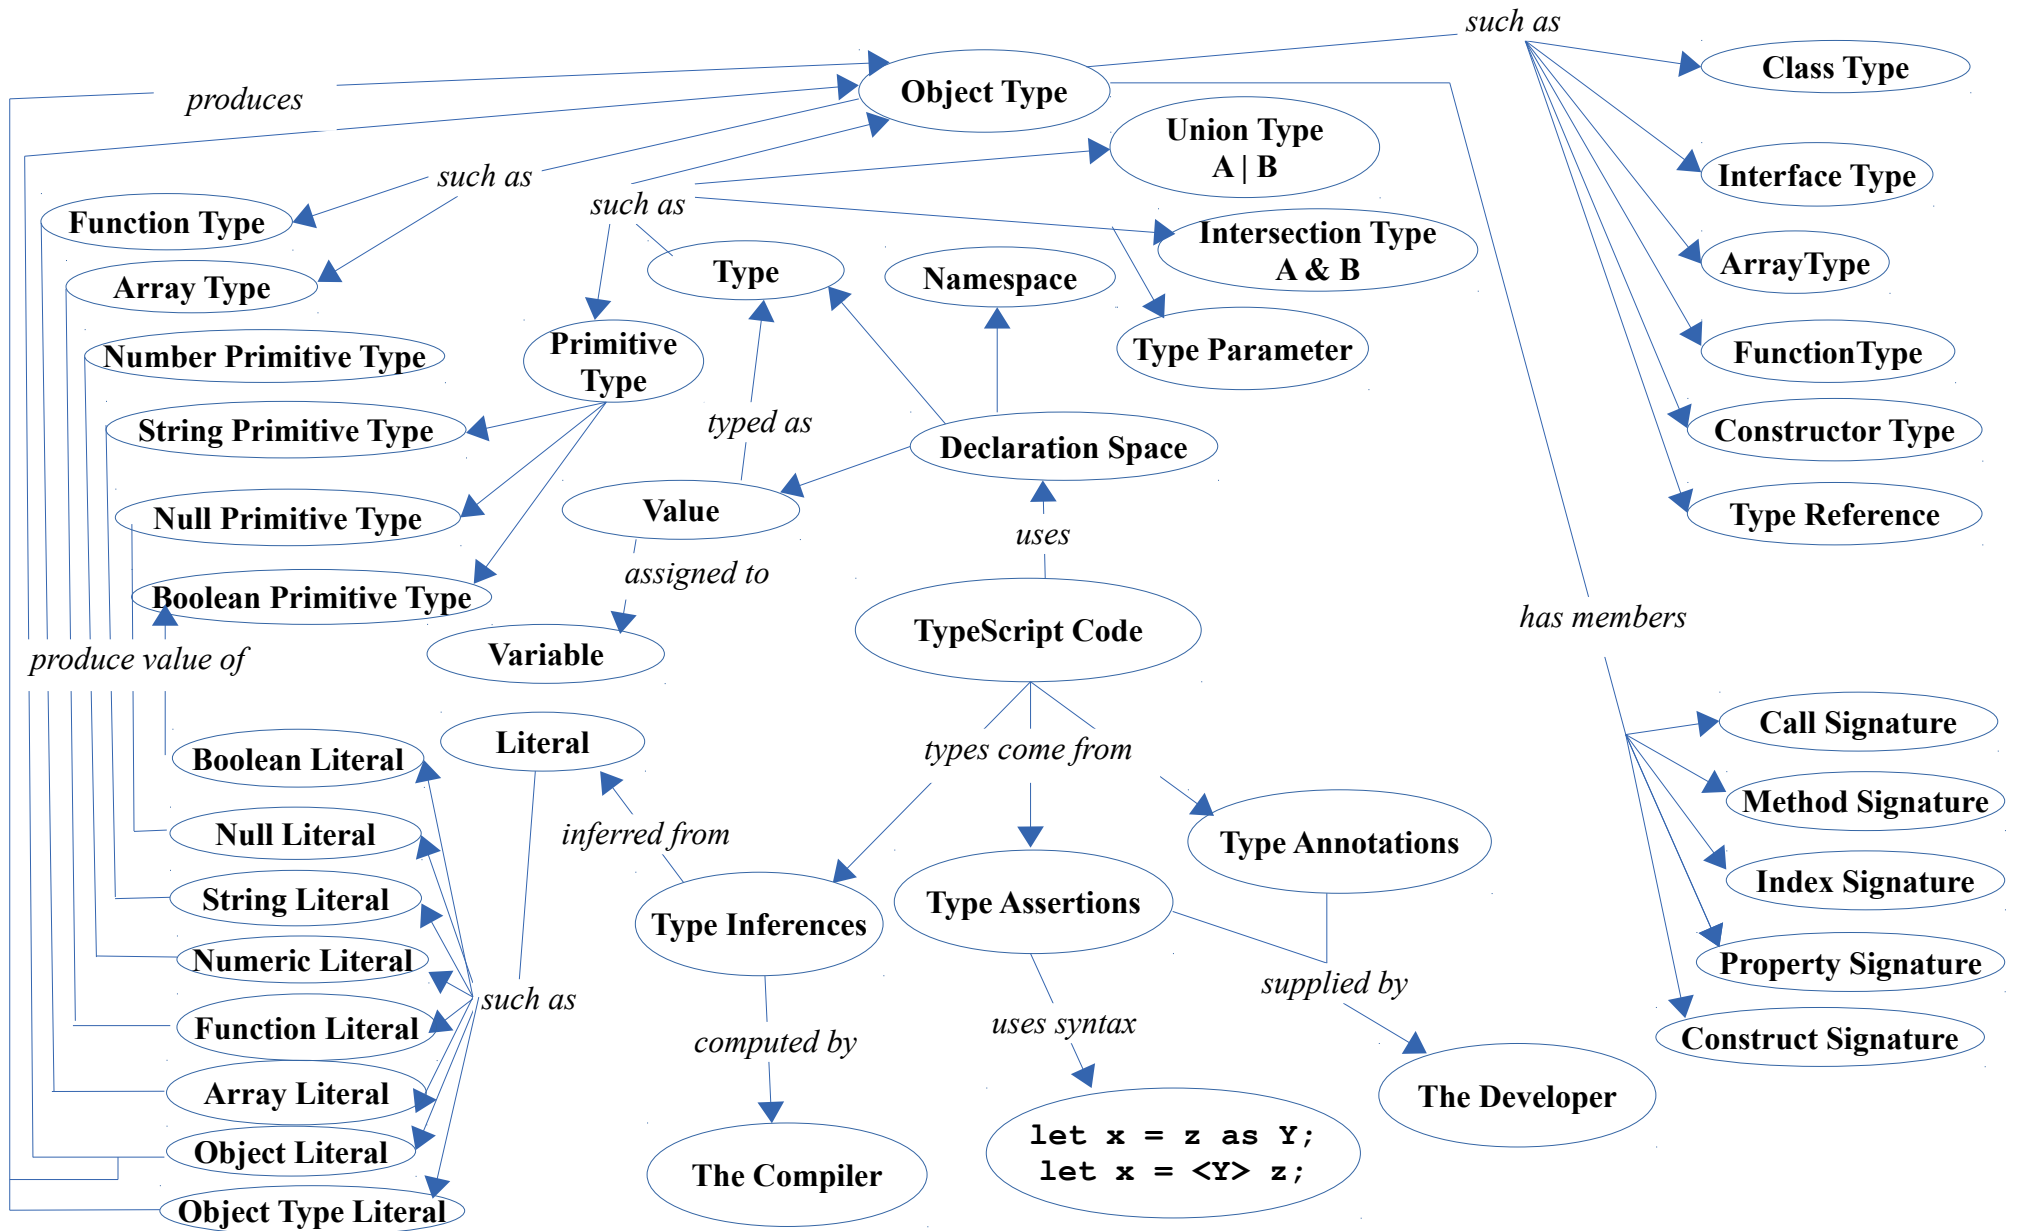 such as
Class Type
produces
Object Type
Union Type
A | B
such as
Interface Type
Function Type
such as
Intersection Type
A & B
ArrayType
Array Type
Type
Namespace
Number Primitive Type
Primitive
Type
Type Parameter
FunctionType
String Primitive Type
typed as
Declaration Space
Constructor Type
Null Primitive Type
Value
uses
Type Reference
Boolean Primitive Type
assigned to
TypeScript Code
has members
produce value of
Variable
Boolean Literal
Literal
types come from
Call Signature
Null Literal
inferred from
Type Annotations
Method Signature
String Literal
Type Inferences
Type Assertions
Index Signature
Numeric Literal
such as
supplied by
Property Signature
Function Literal
computed by
uses syntax
Construct Signature
Array Literal
The Developer
Object Literal
The Compiler
let x = z as Y;
let x = <Y> z;
Object Type Literal